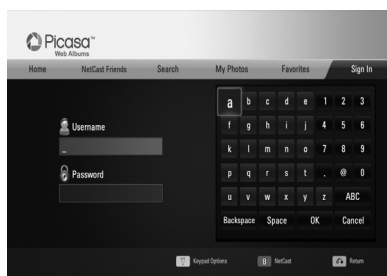 Picasa™
Web Albums
Home NetCast Friends Search My Photos Favorites Sign In
a b c d e 1 2 3
f g h i j 4 5 6
Username
k l m n o 7 8 9
Password
p q r s t . @ 0
u v w x y z ABC
Backspace Space OK Cancel
Keypad Options NetCast Return